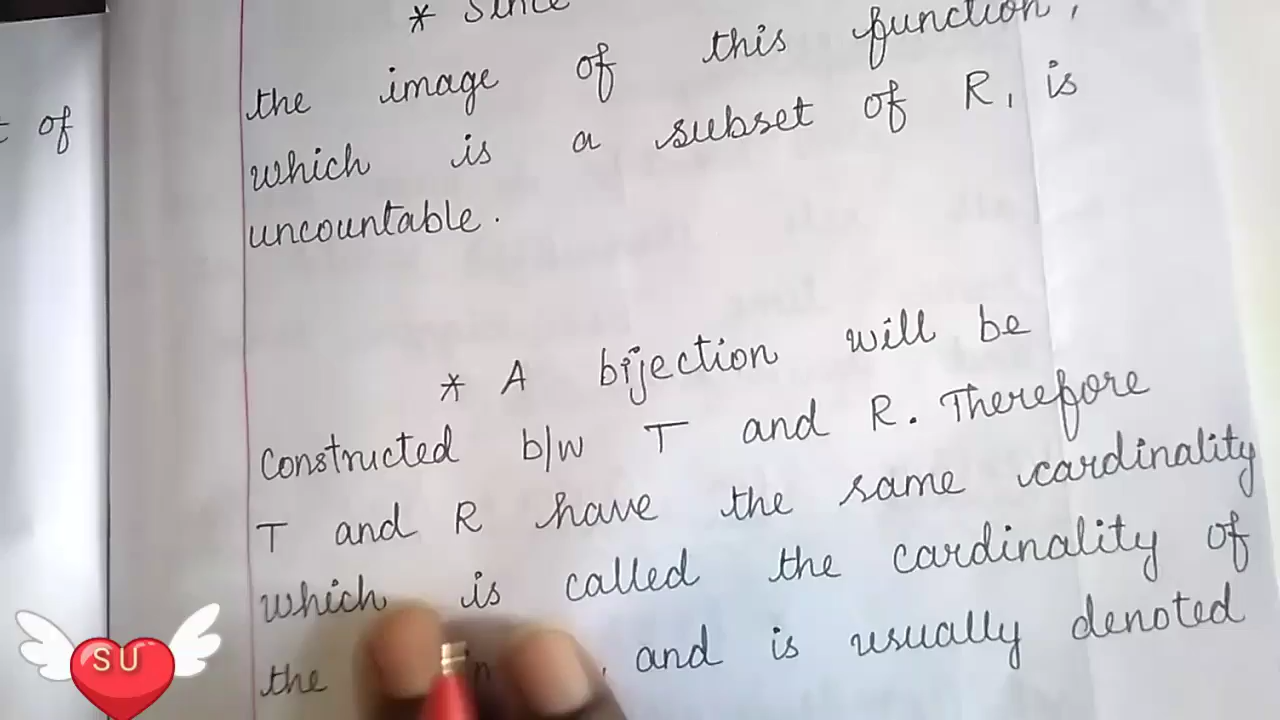 * Since
the image of this function,
which is a subset of R, is
uncountable.
* A bijection will be
constructed b/w T and R. Therefore
T and R have the same cardinality
which is called the cardinality of
the , and is usually denoted
of
SU